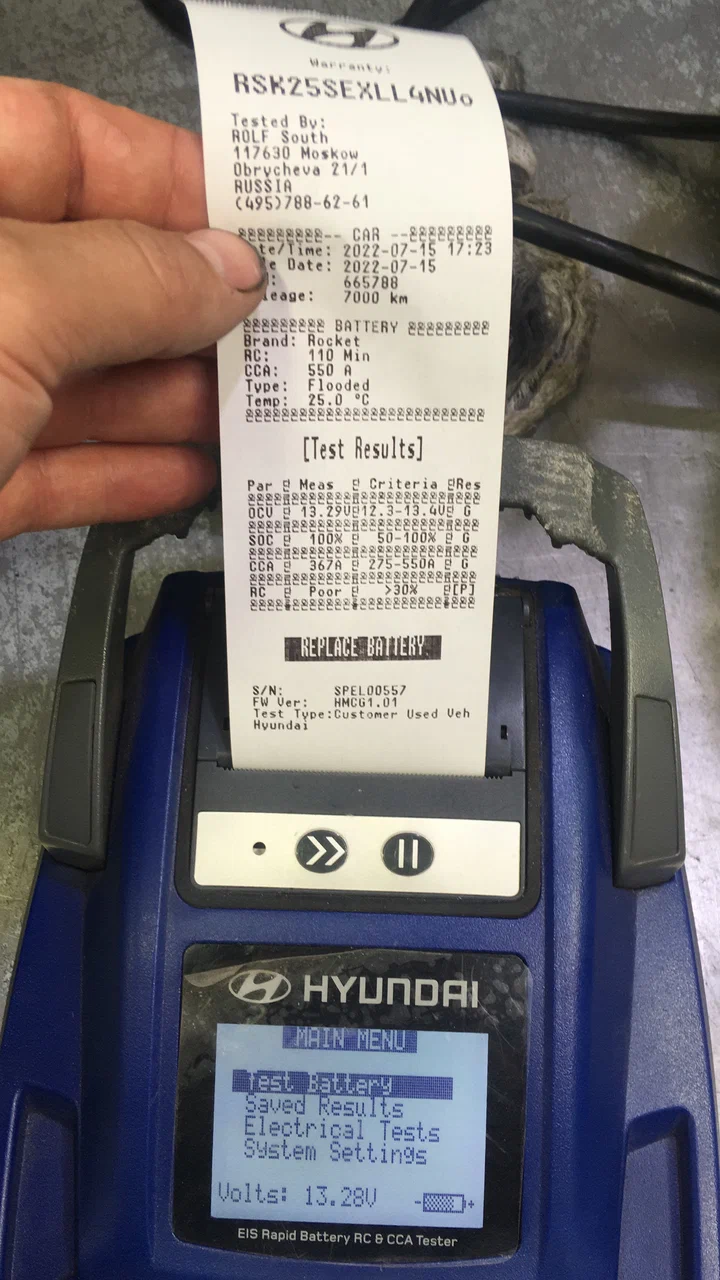 Warranty:
RSK25SEXLL4NUo
Tested By:
ROLF South
117630 Moskow
Obrycheva 21/1
RUSSIA
(495)788-62-61
-- CAR --
te/Time: 2022-07-15 17:23
e Date: 2022-07-15
: 665788
leage: 7000 km
BATTERY
Brand: Rocket
RC: 110 Min
CCA: 550 A
Type: Flooded
Temp: 25.0 °C
[Test Results]
Par Meas Criteria Res
OCV 13.29V 12.3-13.4V G
SOC 100% 50-100% G
CCA 367A 275-550A G
RC Poor >30% [P]
REPLACE BATTERY
S/N: SPEL00557
FW Ver: HMCG1.01
Test Type:Customer Used Veh
Hyundai
HYUNDAI
MAIN MENU
Test Battery
Saved Results
Electrical Tests
System Settings
Volts: 13.28V - +
EIS Rapid Battery RC & CCA Tester